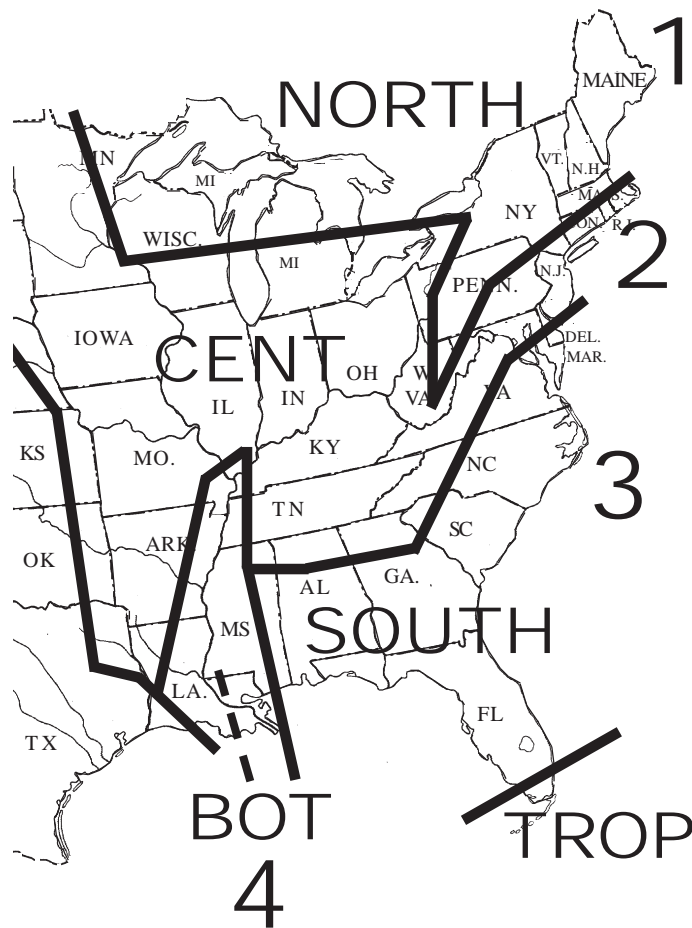 1
MAINE
NORTH
MN
MI
VT.
N.H.
MASS.
NY
CON.
R.I.
WISC.
2
MI
PENN.
N.J.
IOWA
CENT
OH
DEL.
MAR.
W
VA
VA
IL
IN
KS
MO.
KY
NC
3
TN
SC
ARK
OK
AL
GA.
MS
SOUTH
LA.
FL
TX
BOT
TROP
4